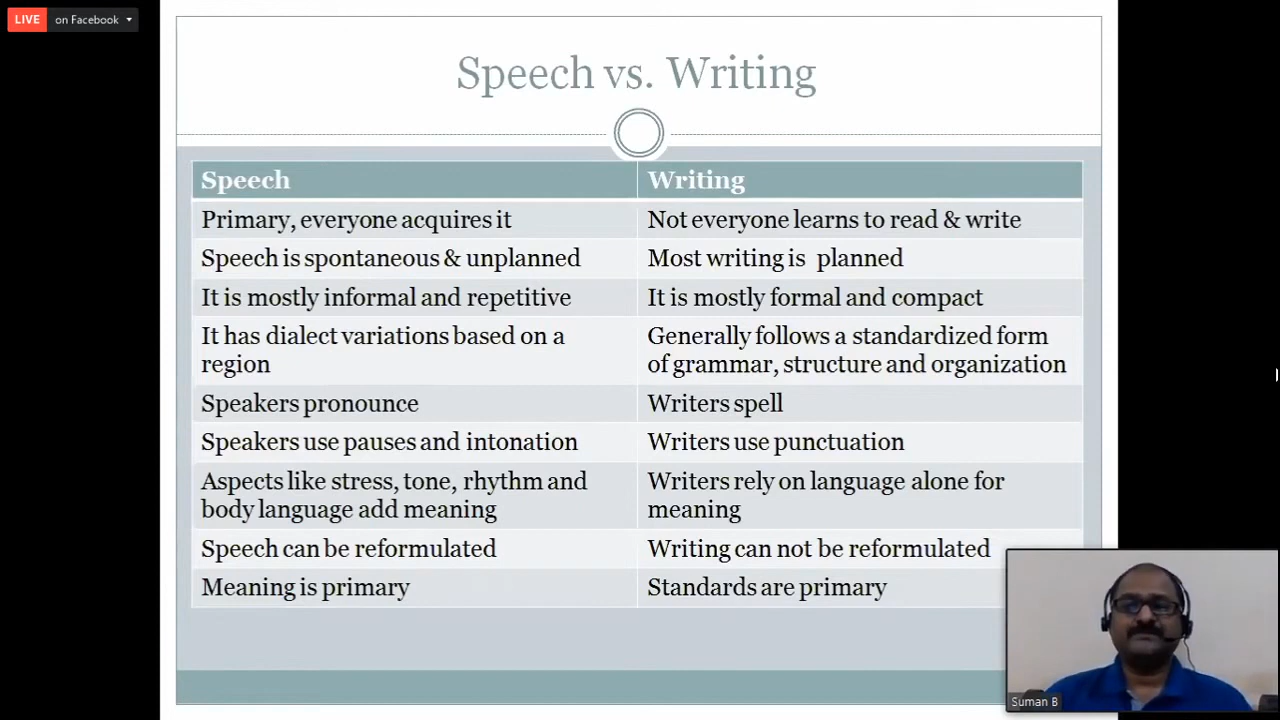 LIVE on Facebook
Speech vs. Writing
Speech Writing
Primary, everyone acquires it Not everyone learns to read & write
Speech is spontaneous & unplanned Most writing is planned
It is mostly informal and repetitive It is mostly formal and compact
It has dialect variations based on a
region
Generally follows a standardized form
of grammar, structure and organization
Speakers pronounce Writers spell
Speakers use pauses and intonation Writers use punctuation
Aspects like stress, tone, rhythm and
body language add meaning
Writers rely on language alone for
meaning
Speech can be reformulated Writing can not be reformulated
Meaning is primary Standards are primary
Suman B